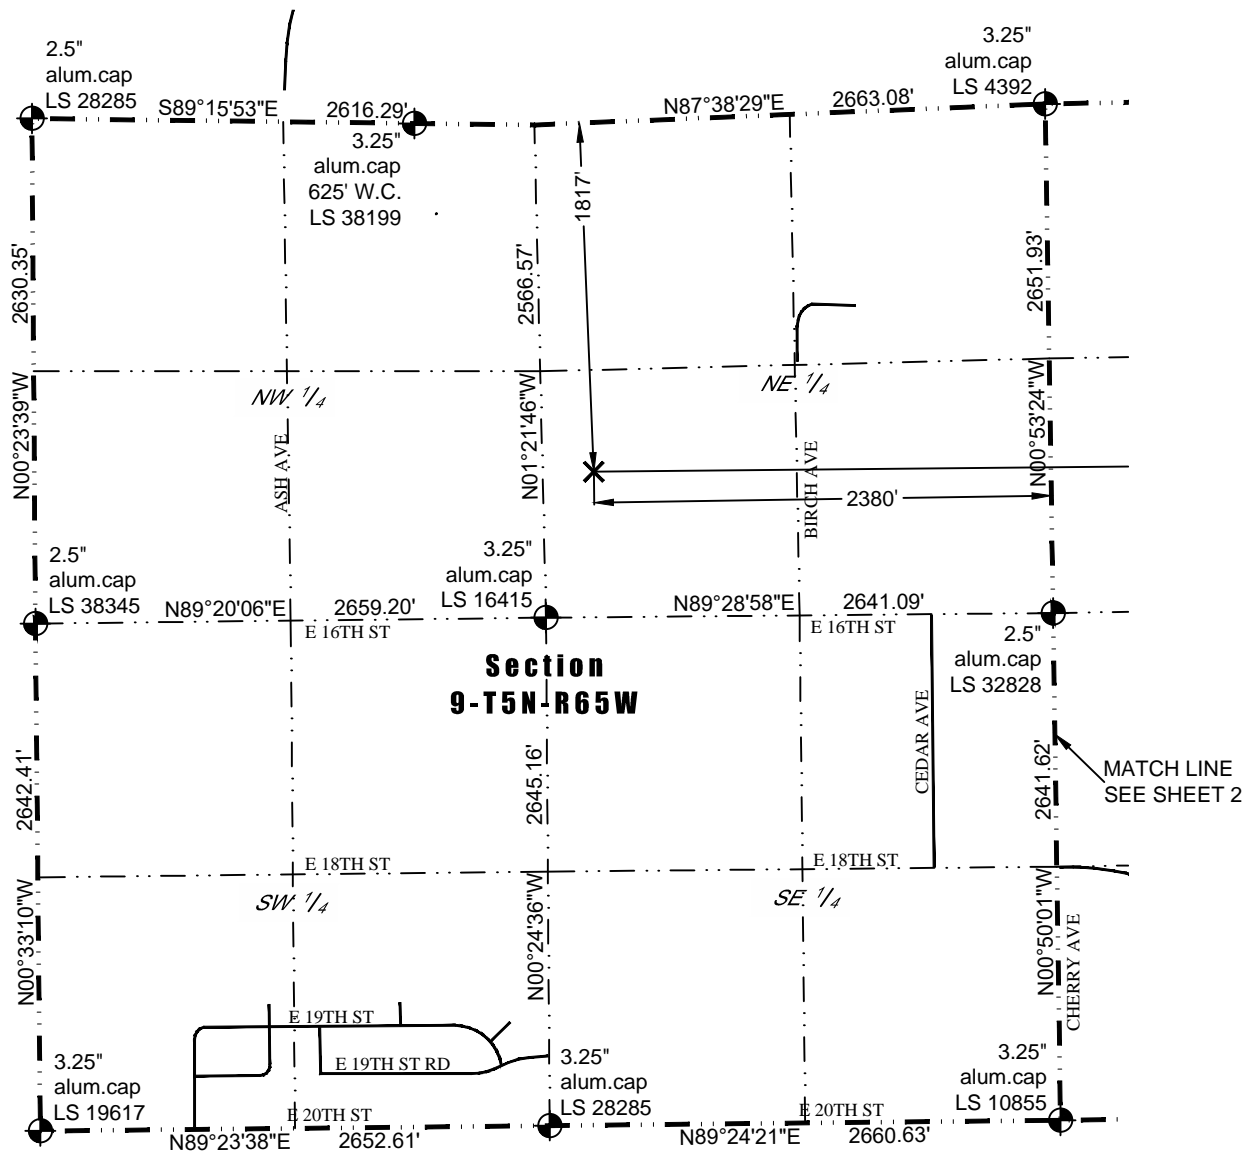 2.5"
alum.cap
LS 28285
S89°15'53"E
2616.29'
3.25"
alum.cap
625' W.C.
LS 38199
N87°38'29"E
2663.08'
3.25"
alum.cap
LS 4392
1817'
2630.35'
2566.57'
2651.93'
NW 1/4
NE 1/4
N00°23'39"W
ASH AVE
N01°21'46"W
BIRCH AVE
N00°53'24"W
2380'
2.5"
alum.cap
LS 38345
N89°20'06"E
2659.20'
3.25"
alum.cap
LS 16415
N89°28'58"E
2641.09'
E 16TH ST
E 16TH ST
2.5"
alum.cap
LS 32828
Section
9-T5N-R65W
CEDAR AVE
2642.41'
2645.16'
2641.62'
MATCH LINE
SEE SHEET 2
E 18TH ST
E 18TH ST
SW 1/4
SE 1/4
N00°33'10"W
N00°24'36"W
N00°50'01"W
CHERRY AVE
E 19TH ST
E 19TH ST RD
3.25"
alum.cap
LS 19617
3.25"
alum.cap
LS 28285
3.25"
alum.cap
LS 10855
E 20TH ST
E 20TH ST
N89°23'38"E
2652.61'
N89°24'21"E
2660.63'